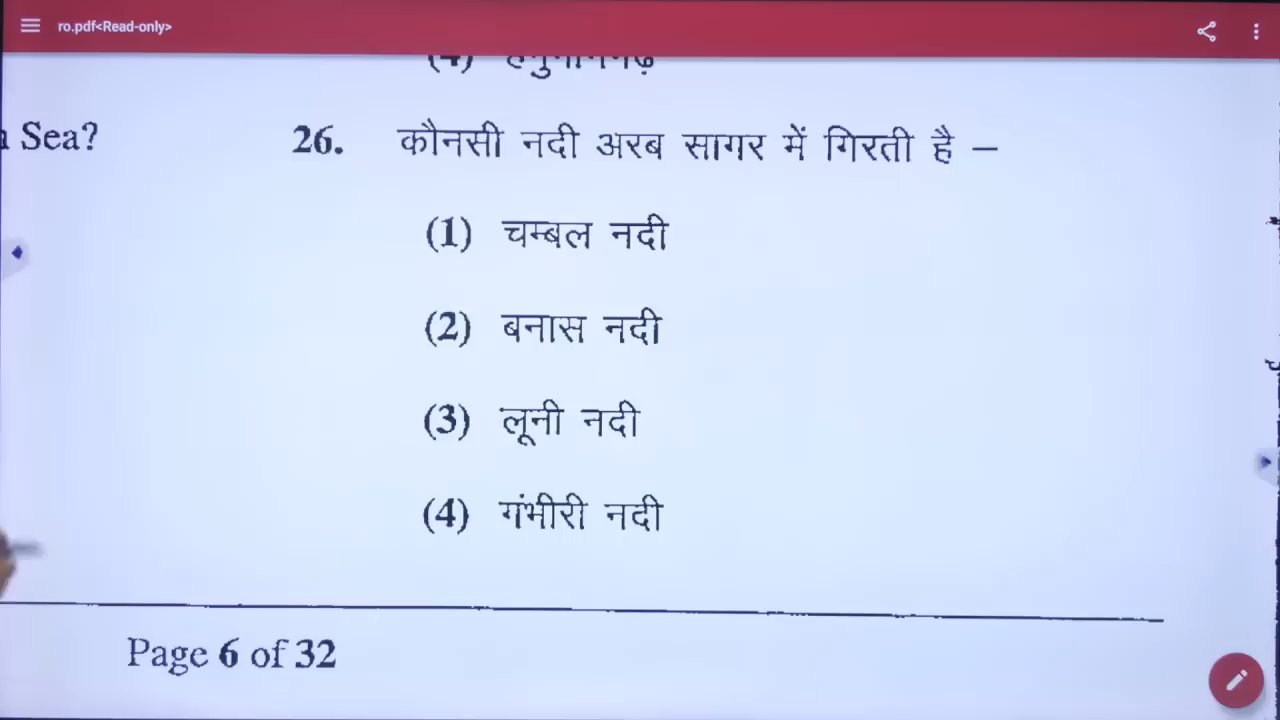 ro.pdf<Read-only>
Sea?
26. कौनसी नदी अरब सागर में गिरती है –
(1) चम्बल नदी
(2) बनास नदी
(3) लूनी नदी
(4) गंभीरी नदी
Page 6 of 32